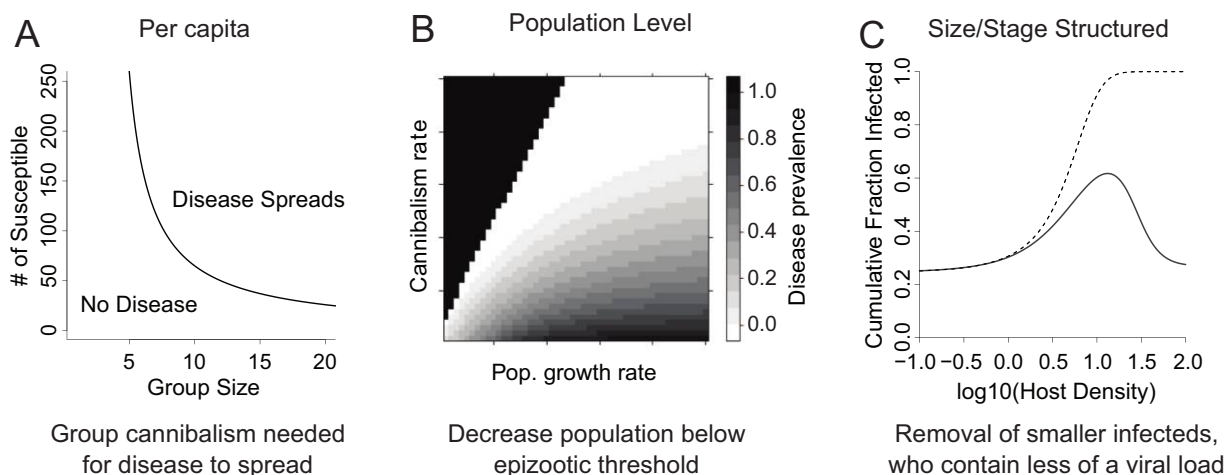 A
Per capita
# of Susceptible
250
200
150
100
50
0
Disease Spreads
No Disease
5
10
15
20
Group Size
Group cannibalism needed
for disease to spread
B
Population Level
Cannibalism rate
Pop. growth rate
1.0
0.8
0.6
0.4
0.2
0.0
Disease prevalence
Decrease population below
epizootic threshold
C
Size/Stage Structured
Cumulative Fraction Infected
1.0
0.8
0.6
0.4
0.2
0.0
−1.0
−0.5
0.0
0.5
1.0
1.5
2.0
log10(Host Density)
Removal of smaller infecteds,
who contain less of a viral load